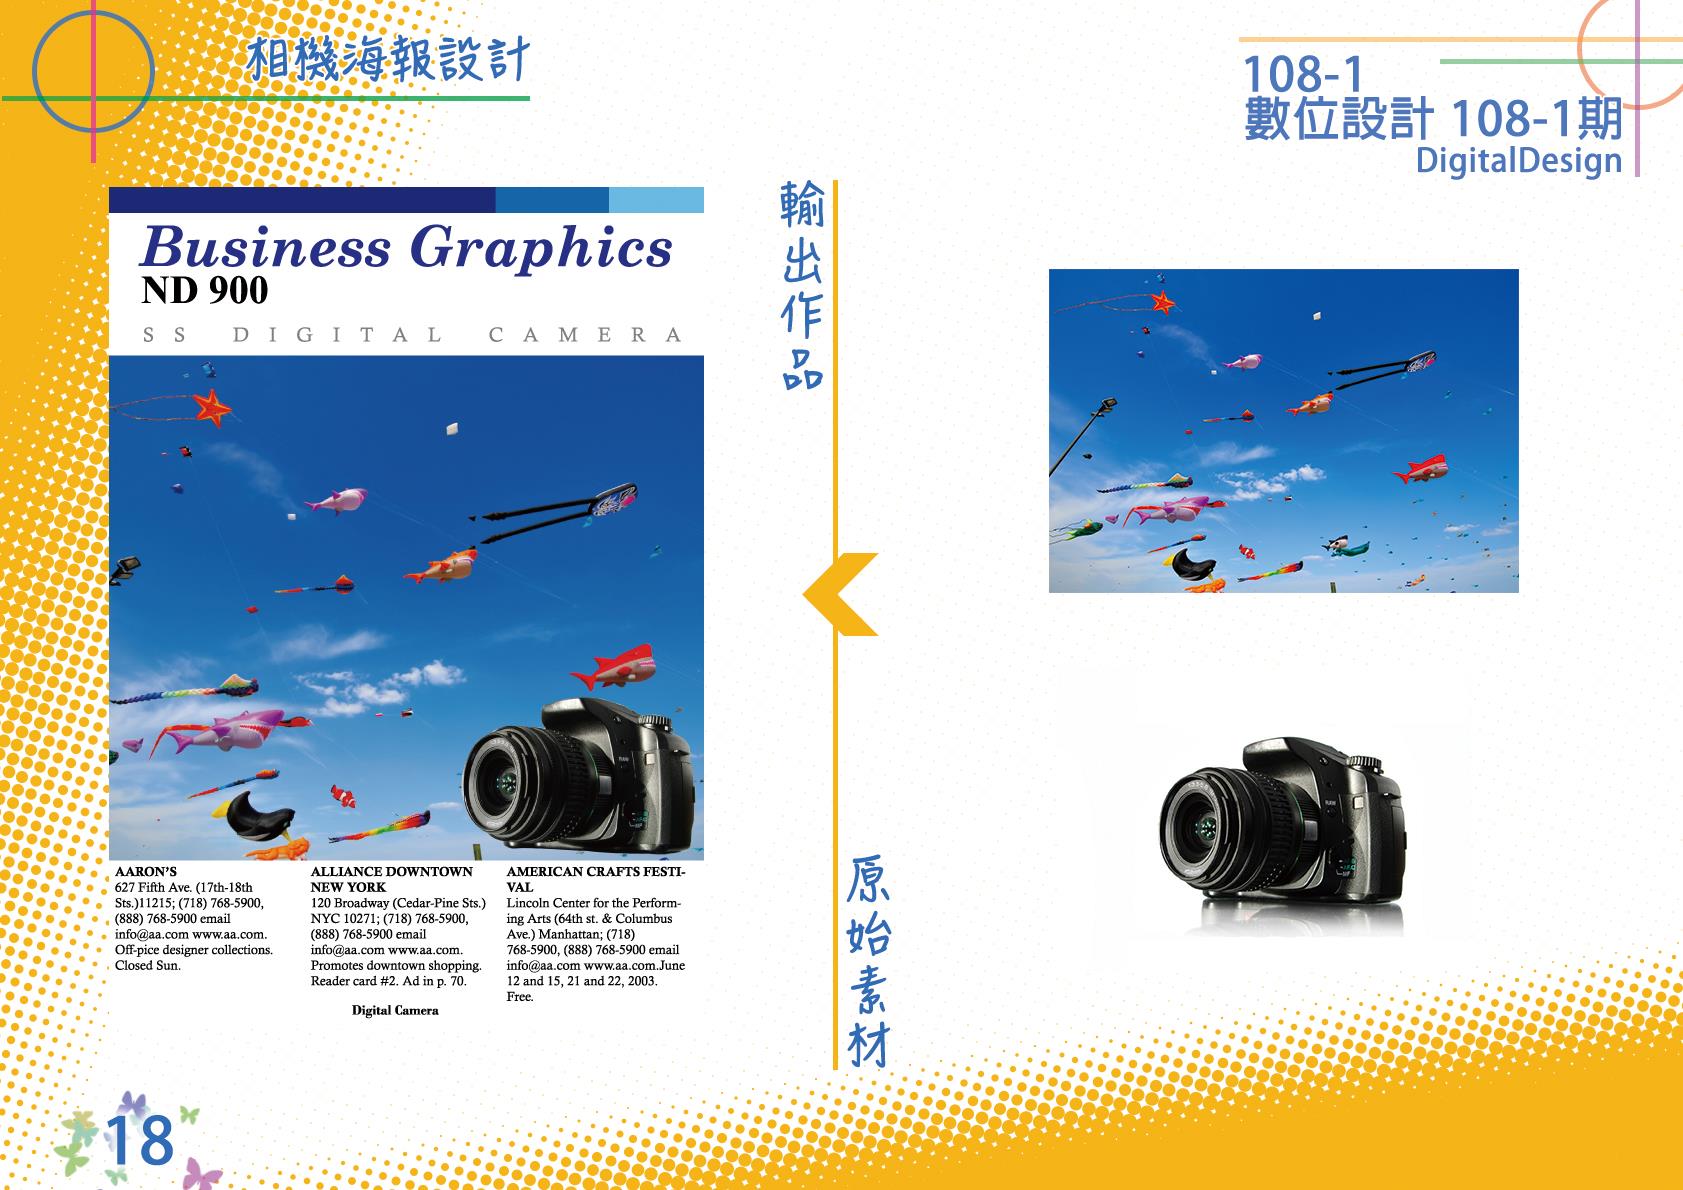 相機海報設計
108-1
數位設計 108-1期
DigitalDesign
Business Graphics
ND 900
SS DIGITAL CAMERA
AARON'S
627 Fifth Ave. (17th-18th
Sts.)11215; (718) 768-5900,
(888) 768-5900 email
info@aa.com www.aa.com.
Off-pice designer collections.
Closed Sun.
ALLIANCE DOWNTOWN
NEW YORK
120 Broadway (Cedar-Pine Sts.)
NYC 10271; (718) 768-5900,
(888) 768-5900 email
info@aa.com www.aa.com.
Promotes downtown shopping.
Reader card #2. Ad in p. 70.
AMERICAN CRAFTS FESTI-
VAL
Lincoln Center for the Perform-
ing Arts (64th st. & Columbus
Ave.) Manhattan; (718)
768-5900, (888) 768-5900 email
info@aa.com www.aa.com.June
12 and 15, 21 and 22, 2003.
Free.
Digital Camera
輸出作品
原始素材
18